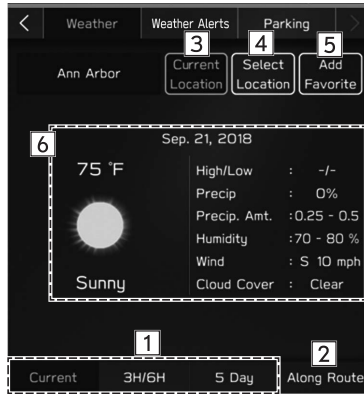 Weather Weather Alerts Parking
3 4 5
Ann Arbor Current Location Select Location Add Favorite
6
Sep. 21, 2018
75 °F
High/Low : -/-
Precip : 0%
Precip. Amt. :0.25 - 0.5
Humidity :70 - 80 %
Wind : S 10 mph
Sunny Cloud Cover : Clear
1 2
Current 3H/6H 5 Day Along Route